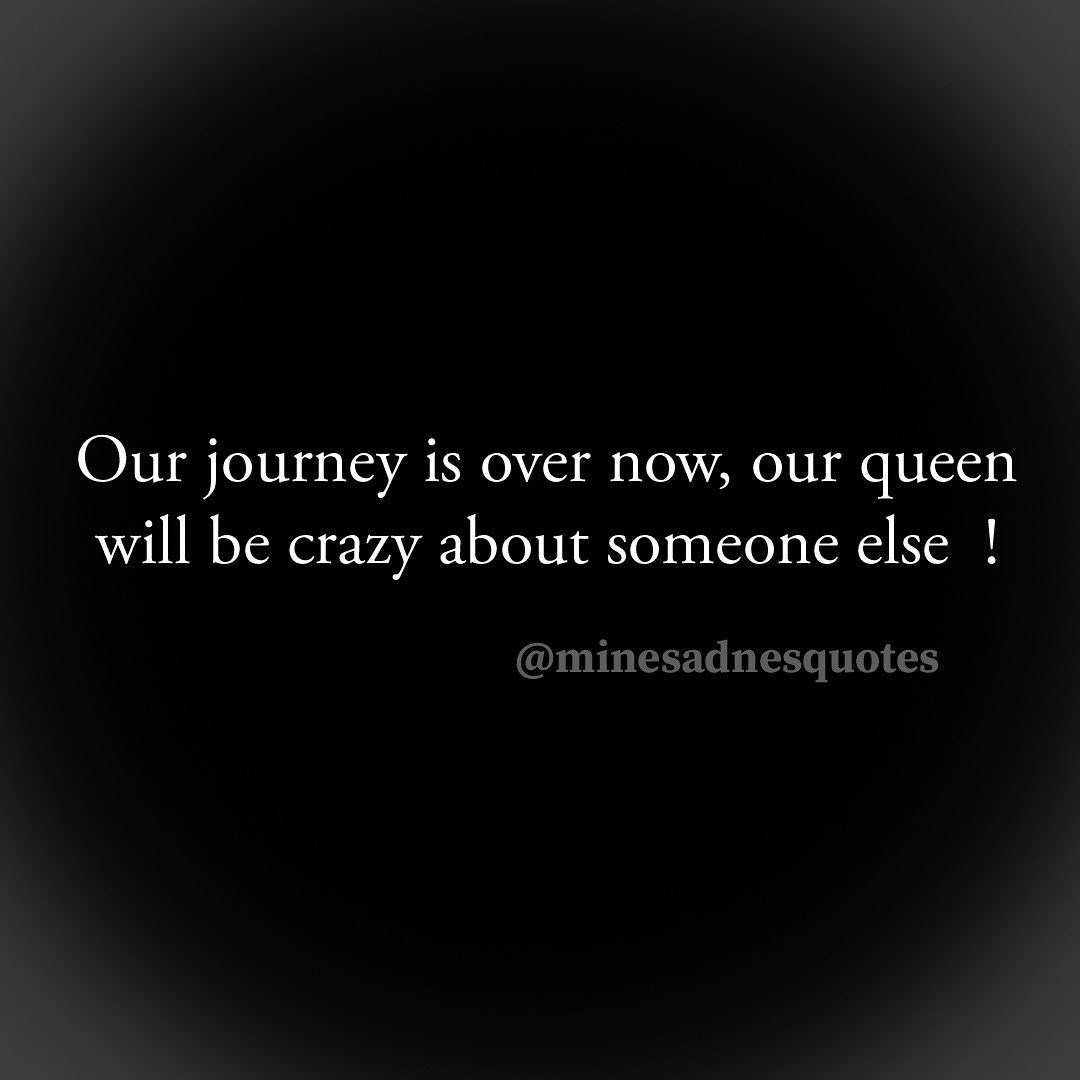 Our journey is over now, our queen
will be crazy about someone else  !
@minesadnesquotes